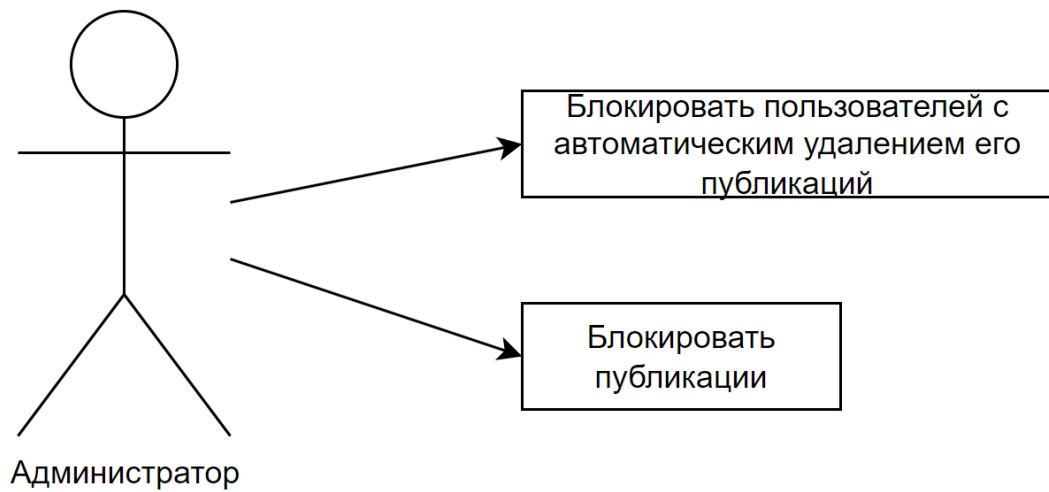 Блокировать пользователей с
автоматическим удалением его
публикаций
Блокировать
публикации
Администратор